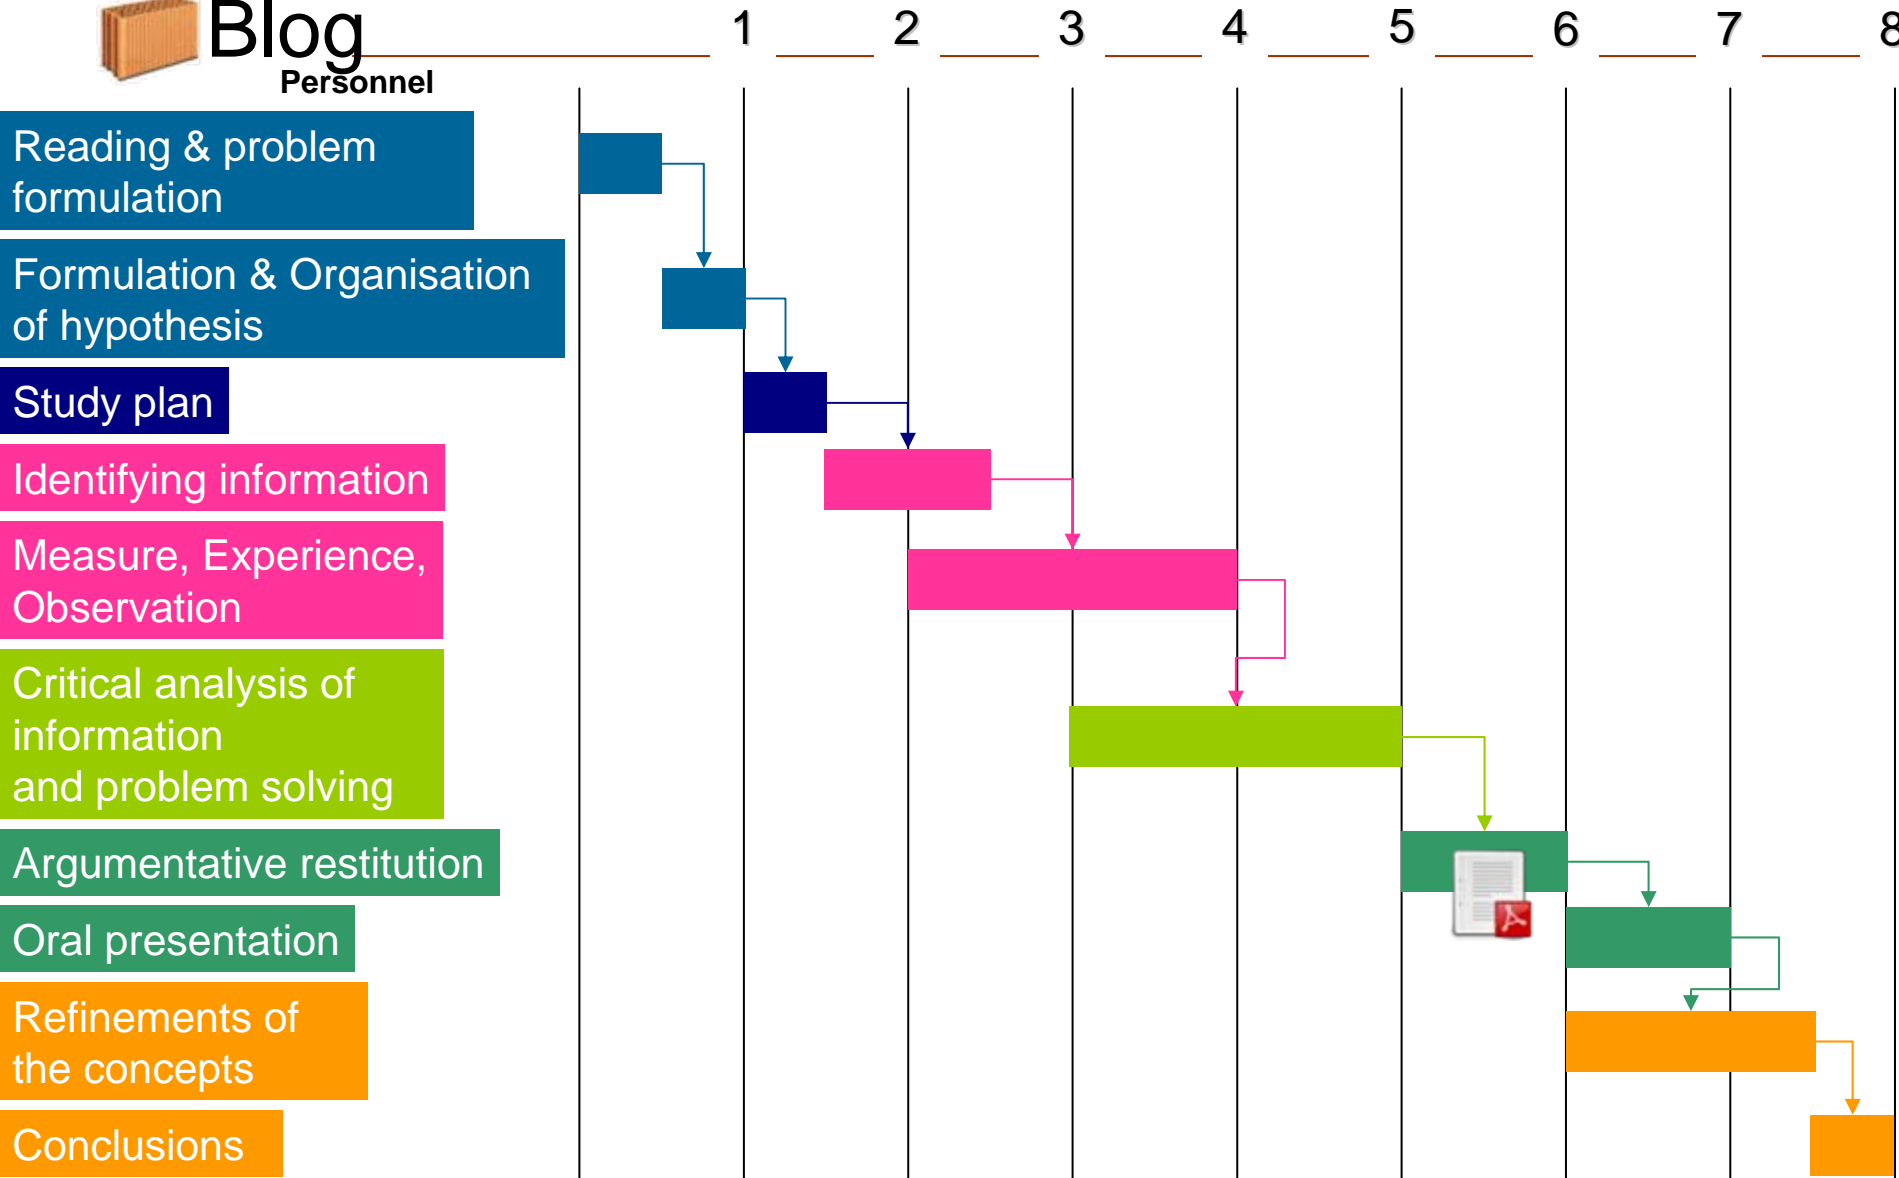 Blog
Personnel
1 2 3 4 5 6 7 8
Reading & problem
formulation
Formulation & Organisation
of hypothesis
Study plan
Identifying information
Measure, Experience,
Observation
Critical analysis of
information
and problem solving
Argumentative restitution
Oral presentation
Refinements of
the concepts
Conclusions